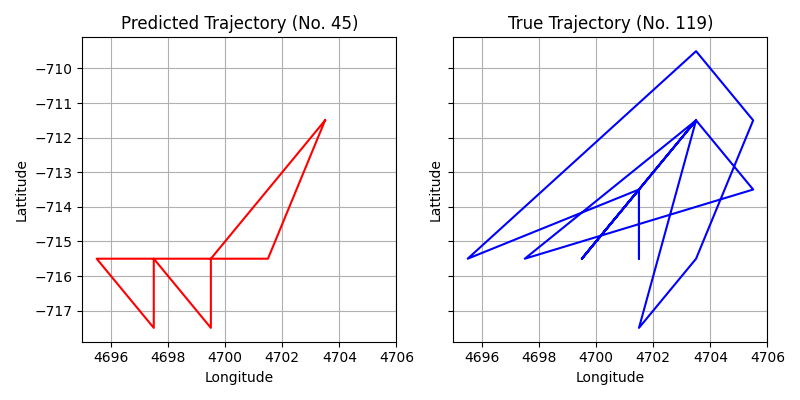 Predicted Trajectory (No. 45)
True Trajectory (No. 119)
−710
−711
−712
−713
−714
−715
−716
−717
Lattitude
Lattitude
4696 4698 4700 4702 4704 4706
4696 4698 4700 4702 4704 4706
Longitude
Longitude